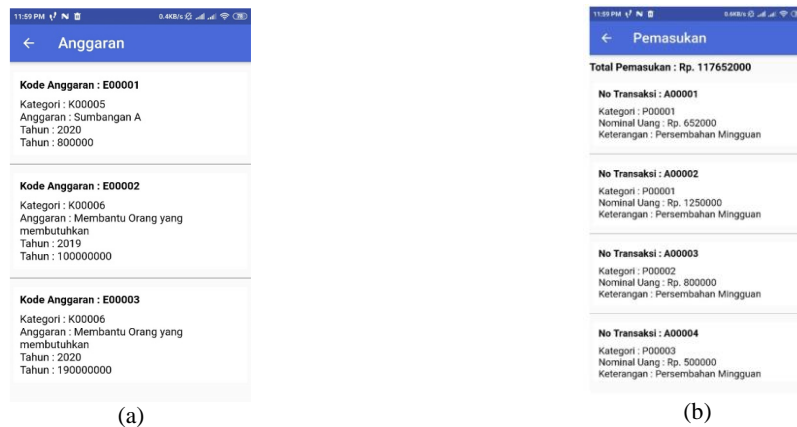 11:59 PM
0.4KB/s
Anggaran
Kode Anggaran : E00001
Kategori : K00005
Anggaran : Sumbangan A
Tahun : 2020
Tahun : 800000
Kode Anggaran : E00002
Kategori : K00006
Anggaran : Membantu Orang yang
membutuhkan
Tahun : 2019
Tahun : 100000000
Kode Anggaran : E00003
Kategori : K00006
Anggaran : Membantu Orang yang
membutuhkan
Tahun : 2020
Tahun : 190000000
(a)
11:59 PM
Pemasukan
Total Pemasukan : Rp. 117652000
No Transaksi : A00001
Kategori : P00001
Nominal Uang : Rp. 652000
Keterangan : Persembahan Mingguan
No Transaksi : A00002
Kategori : P00001
Nominal Uang : Rp. 1250000
Keterangan : Persembahan Mingguan
No Transaksi : A00003
Kategori : P00002
Nominal Uang : Rp. 800000
Keterangan : Persembahan Mingguan
No Transaksi : A00004
Kategori : P00003
Nominal Uang : Rp. 500000
Keterangan : Persembahan Mingguan
(b)